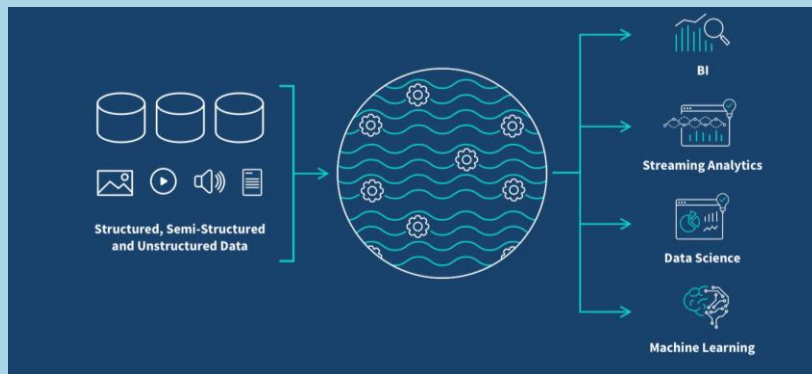 Structured, Semi-Structured
and Unstructured Data
BI
Streaming Analytics
Data Science
Machine Learning